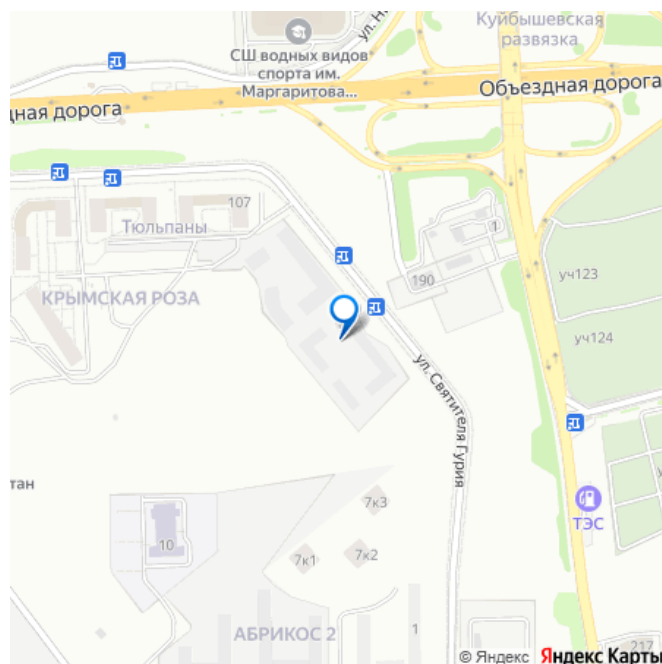 Куйбышевская
развязка
ул. Н
СШ водных видов
спорта им.
Маргаритова...
Объездная дорога
дная дорога
107
Тюльпаны
1
190
уч123
КРЫМСКАЯ РОЗА
уч124
ул. Святителя Гурия
тан
7к3
ТЭС
10
7к1
7к2
АБРИКОС 2
1
217
© Яндекс Яндекс Карты